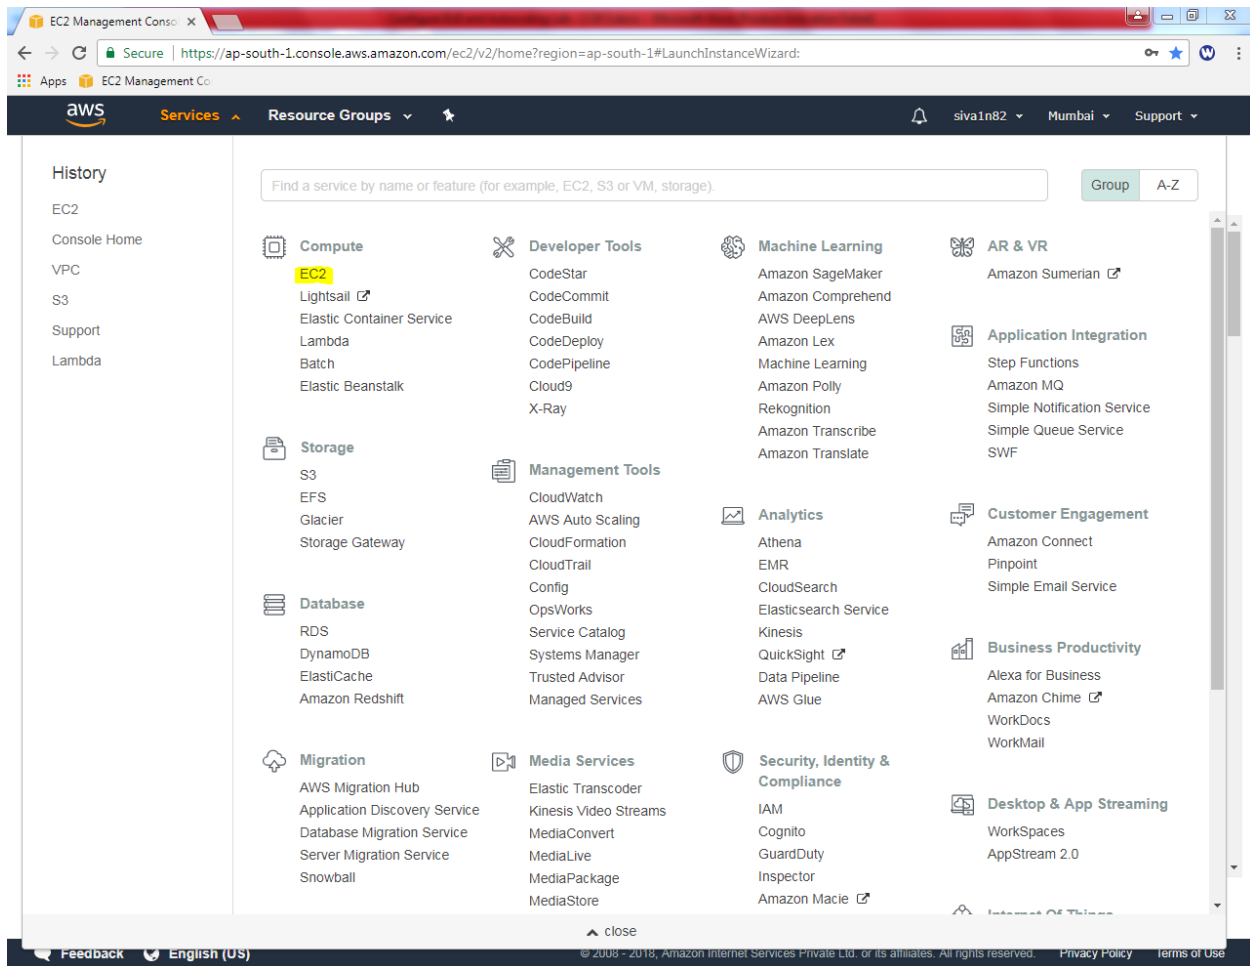 EC2 Management Conso
Secure
https://ap-south-1.console.aws.amazon.com/ec2/v2/home?region=ap-south-1#LaunchInstanceWizard:
Apps
EC2 Management Co
aws
Services
Resource Groups
siva1n82
Mumbai
Support
History
EC2
Console Home
VPC
S3
Support
Lambda
Find a service by name or feature (for example, EC2, S3 or VM, storage).
Group
A-Z
Compute
EC2
Lightsail
Elastic Container Service
Lambda
Batch
Elastic Beanstalk
Storage
S3
EFS
Glacier
Storage Gateway
Database
RDS
DynamoDB
ElastiCache
Amazon Redshift
Migration
AWS Migration Hub
Application Discovery Service
Database Migration Service
Server Migration Service
Snowball
Developer Tools
CodeStar
CodeCommit
CodeBuild
CodeDeploy
CodePipeline
Cloud9
X-Ray
Management Tools
CloudWatch
AWS Auto Scaling
CloudFormation
CloudTrail
Config
OpsWorks
Service Catalog
Systems Manager
Trusted Advisor
Managed Services
Media Services
Elastic Transcoder
Kinesis Video Streams
MediaConvert
MediaLive
MediaPackage
MediaStore
Machine Learning
Amazon SageMaker
Amazon Comprehend
AWS DeepLens
Amazon Lex
Machine Learning
Amazon Polly
Rekognition
Amazon Transcribe
Amazon Translate
Analytics
Athena
EMR
CloudSearch
Elasticsearch Service
Kinesis
QuickSight
Data Pipeline
AWS Glue
Security, Identity &
Compliance
IAM
Cognito
GuardDuty
Inspector
Amazon Macie
AR & VR
Amazon Sumerian
Application Integration
Step Functions
Amazon MQ
Simple Notification Service
Simple Queue Service
SWF
Customer Engagement
Amazon Connect
Pinpoint
Simple Email Service
Business Productivity
Alexa for Business
Amazon Chime
WorkDocs
WorkMail
Desktop & App Streaming
WorkSpaces
AppStream 2.0
Internet Of Things
close
Feedback
English (US)
© 2008 - 2018, Amazon Internet Services Private Ltd. or its affiliates. All rights reserved.
Privacy Policy
Terms of Use